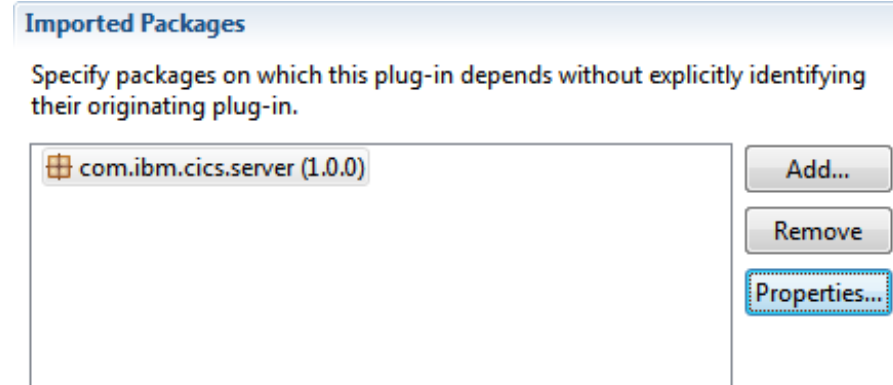 Imported Packages
Specify packages on which this plug-in depends without explicitly identifying
their originating plug-in.
com.ibm.cics.server (1.0.0)
Add...
Remove
Properties...